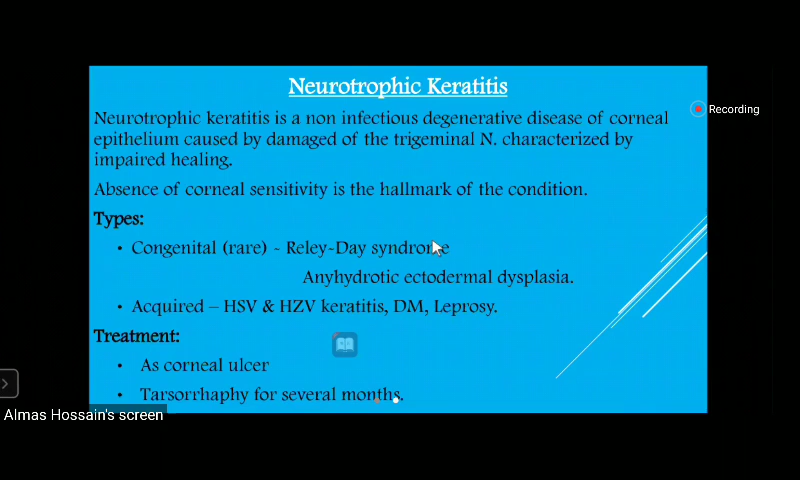 Neurotrophic Keratitis
Recording
Neurotrophic keratitis is a non infectious degenerative disease of corneal
epithelium caused by damaged of the trigeminal N. characterized by
impaired healing.
Absence of corneal sensitivity is the hallmark of the condition.
Types:
• Congenital (rare) - Reley-Day syndrome
Anyhydrotic ectodermal dysplasia.
• Acquired – HSV & HZV keratitis, DM, Leprosy.
Treatment:
• As corneal ulcer
• Tarsorrhaphy for several months.
Almas Hossain's screen